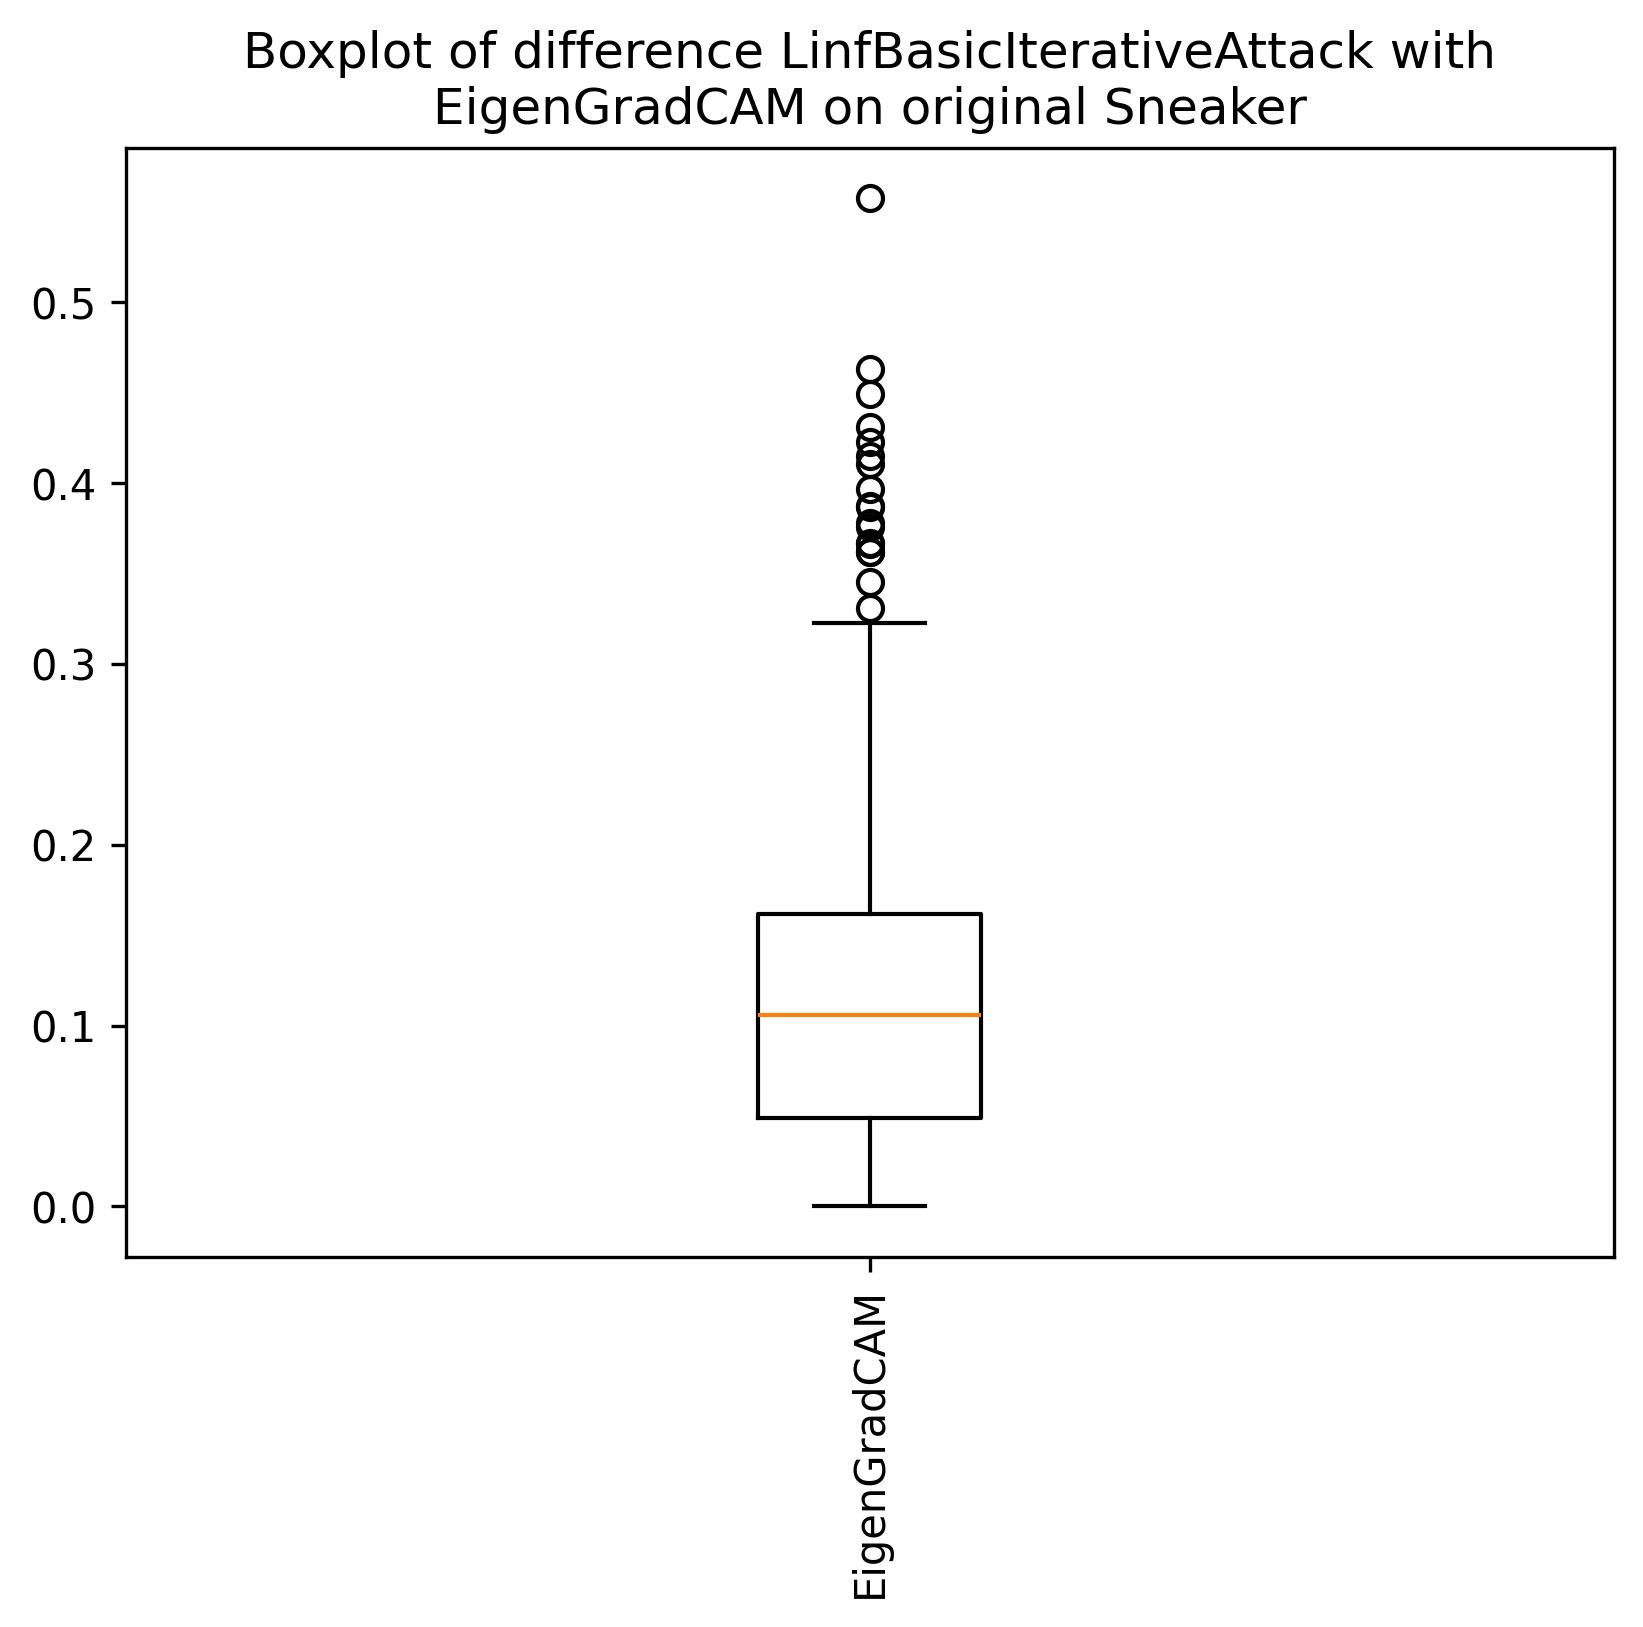 Boxplot of difference LinfBasicIterativeAttack with
EigenGradCAM on original Sneaker
0.5
0.4
0.3
0.2
0.1
0.0
EigenGradCAM